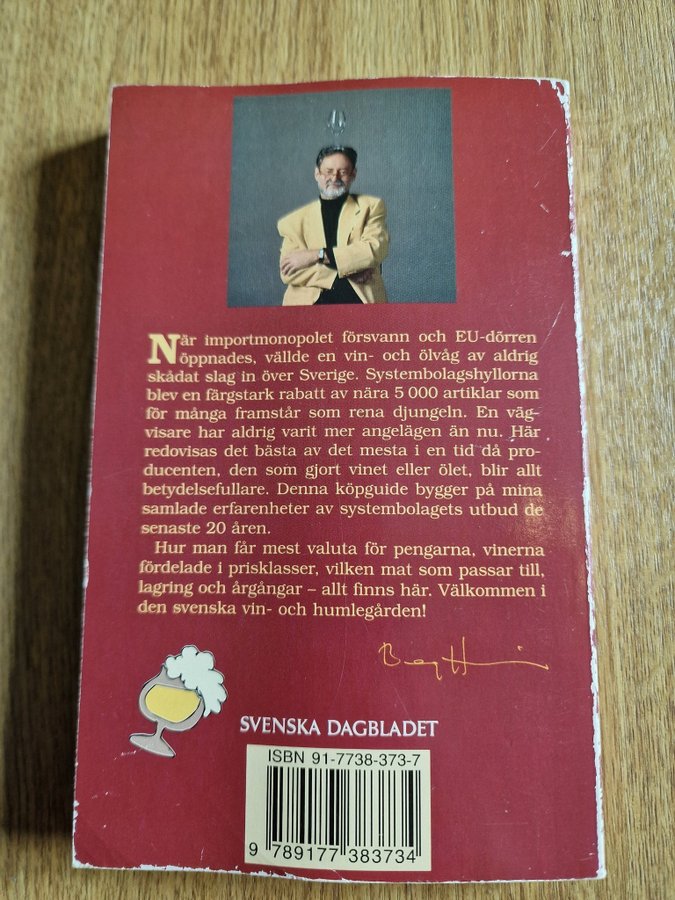 När importmonopolet försvann och EU-dörren
öppnades, vällde en vin- och ölvåg av aldrig
skådat slag in över Sverige. Systembolagshyllorna
blev en färgstark rabatt av nära 5 000 artiklar som
för många framstår som rena djungeln. En väg-
visare har aldrig varit mer angelägen än nu. Här
redovisas det bästa av det mesta i en tid då pro-
ducenten, den som gjort vinet eller ölet, blir allt
betydelsefullare. Denna köpguide bygger på mina
samlade erfarenheter av systembolagets utbud de
senaste 20 åren.
Hur man får mest valuta för pengarna, vinerna
fördelade i prisklasser, vilken mat som passar till,
lagring och årgångar – allt finns här. Välkommen i
den svenska vin- och humlegården!
SVENSKA DAGBLADET
ISBN 91-7738-373-7
9 789177 383734